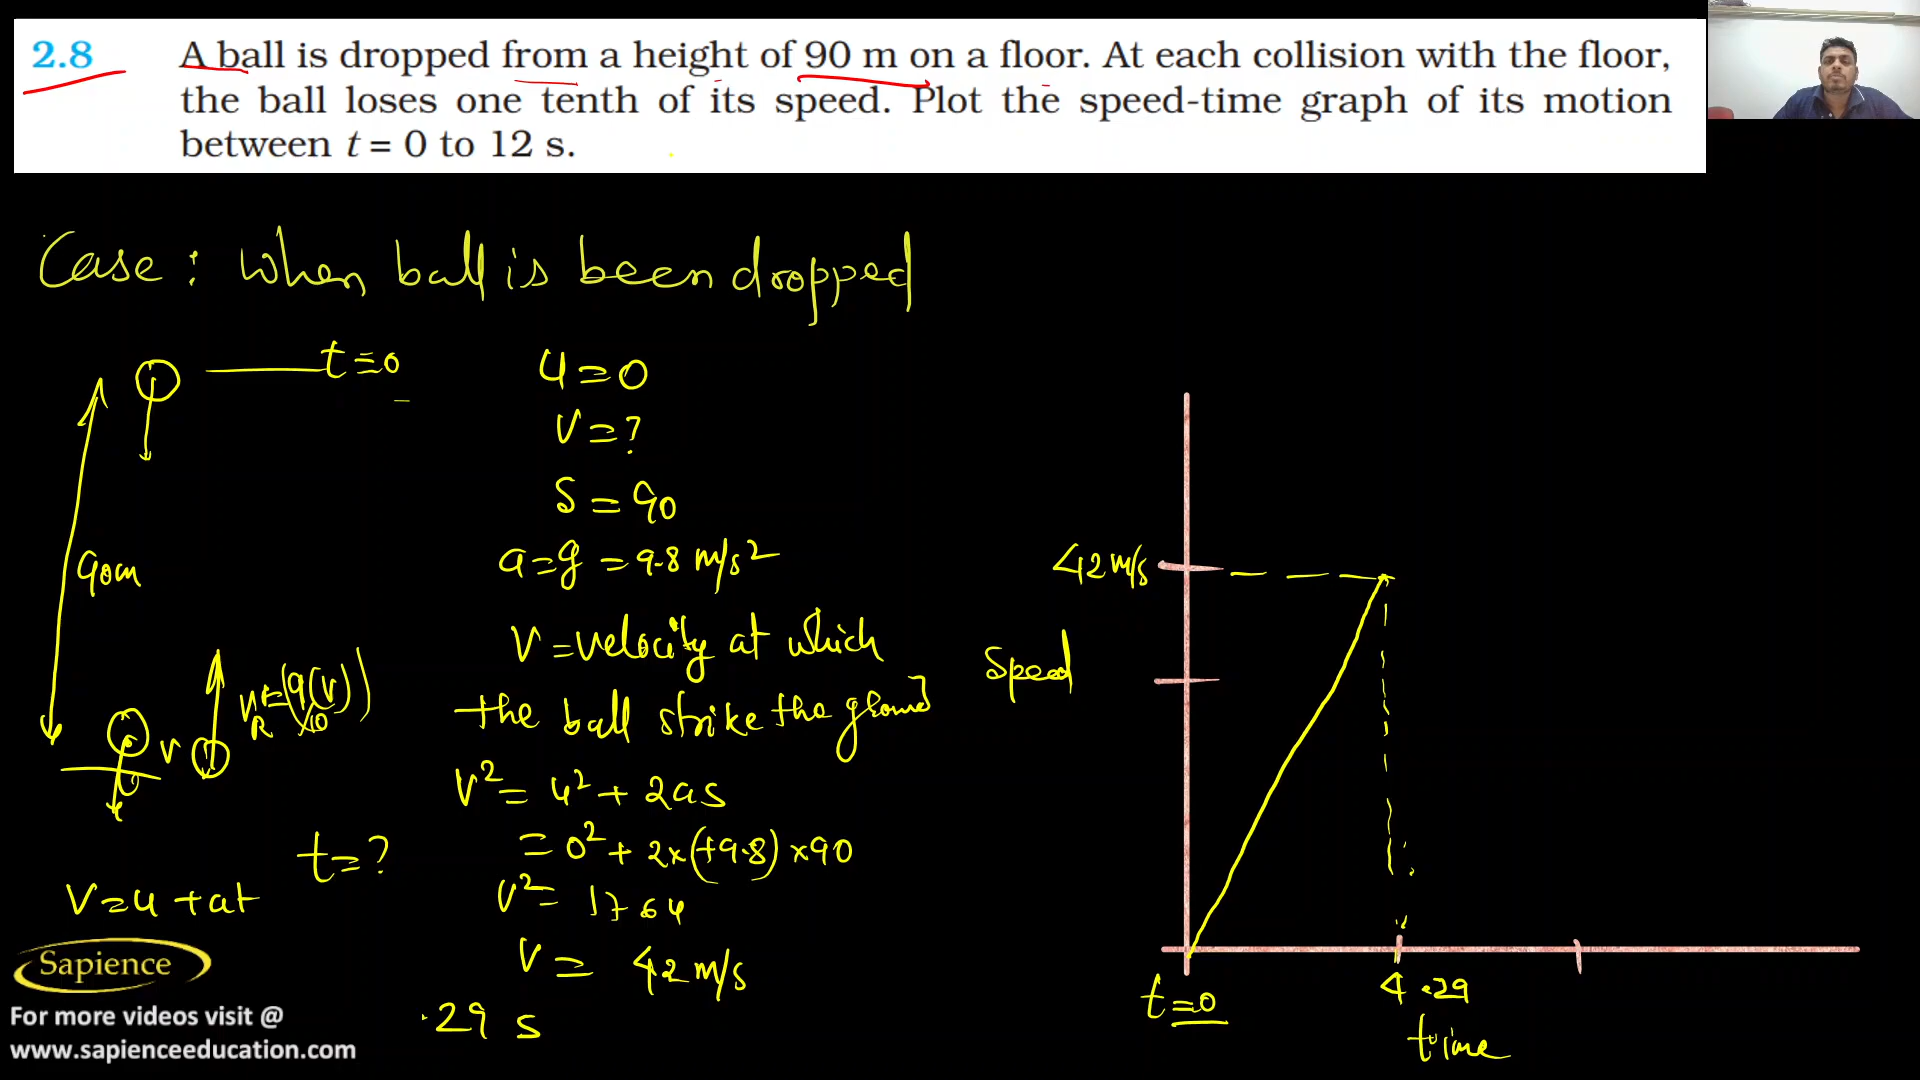 2.8 A ball is dropped from a height of 90 m on a floor. At each collision with the floor,
the ball loses one tenth of its speed. Plot the speed-time graph of its motion
between t = 0 to 12 s.
Case : when ball is been dropped
t=0
90m
V
t=?
V=u+at
.29 s
u=0
V=?
S=90
a=g=9.8 m/s2
V=velocity at which
the ball strike the ground
V²=u²+2as
=0²+2×(+9.8)×90
V²=1764
V=42m/s
42m/s
Speed
t=0
4.29
time
Sapience
For more videos visit @
www.sapienceeducation.com